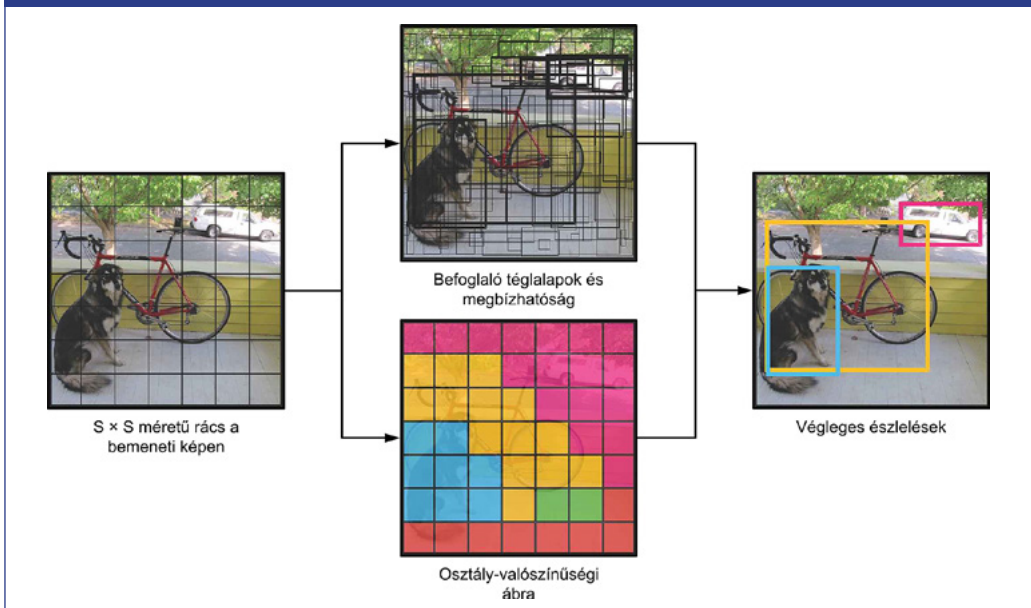 Befoglaló téglalapok és
megbízhatóság
S × S méretű rács a
bemeneti képen
Végleges észlelések
Osztály-valószínűségi
ábra